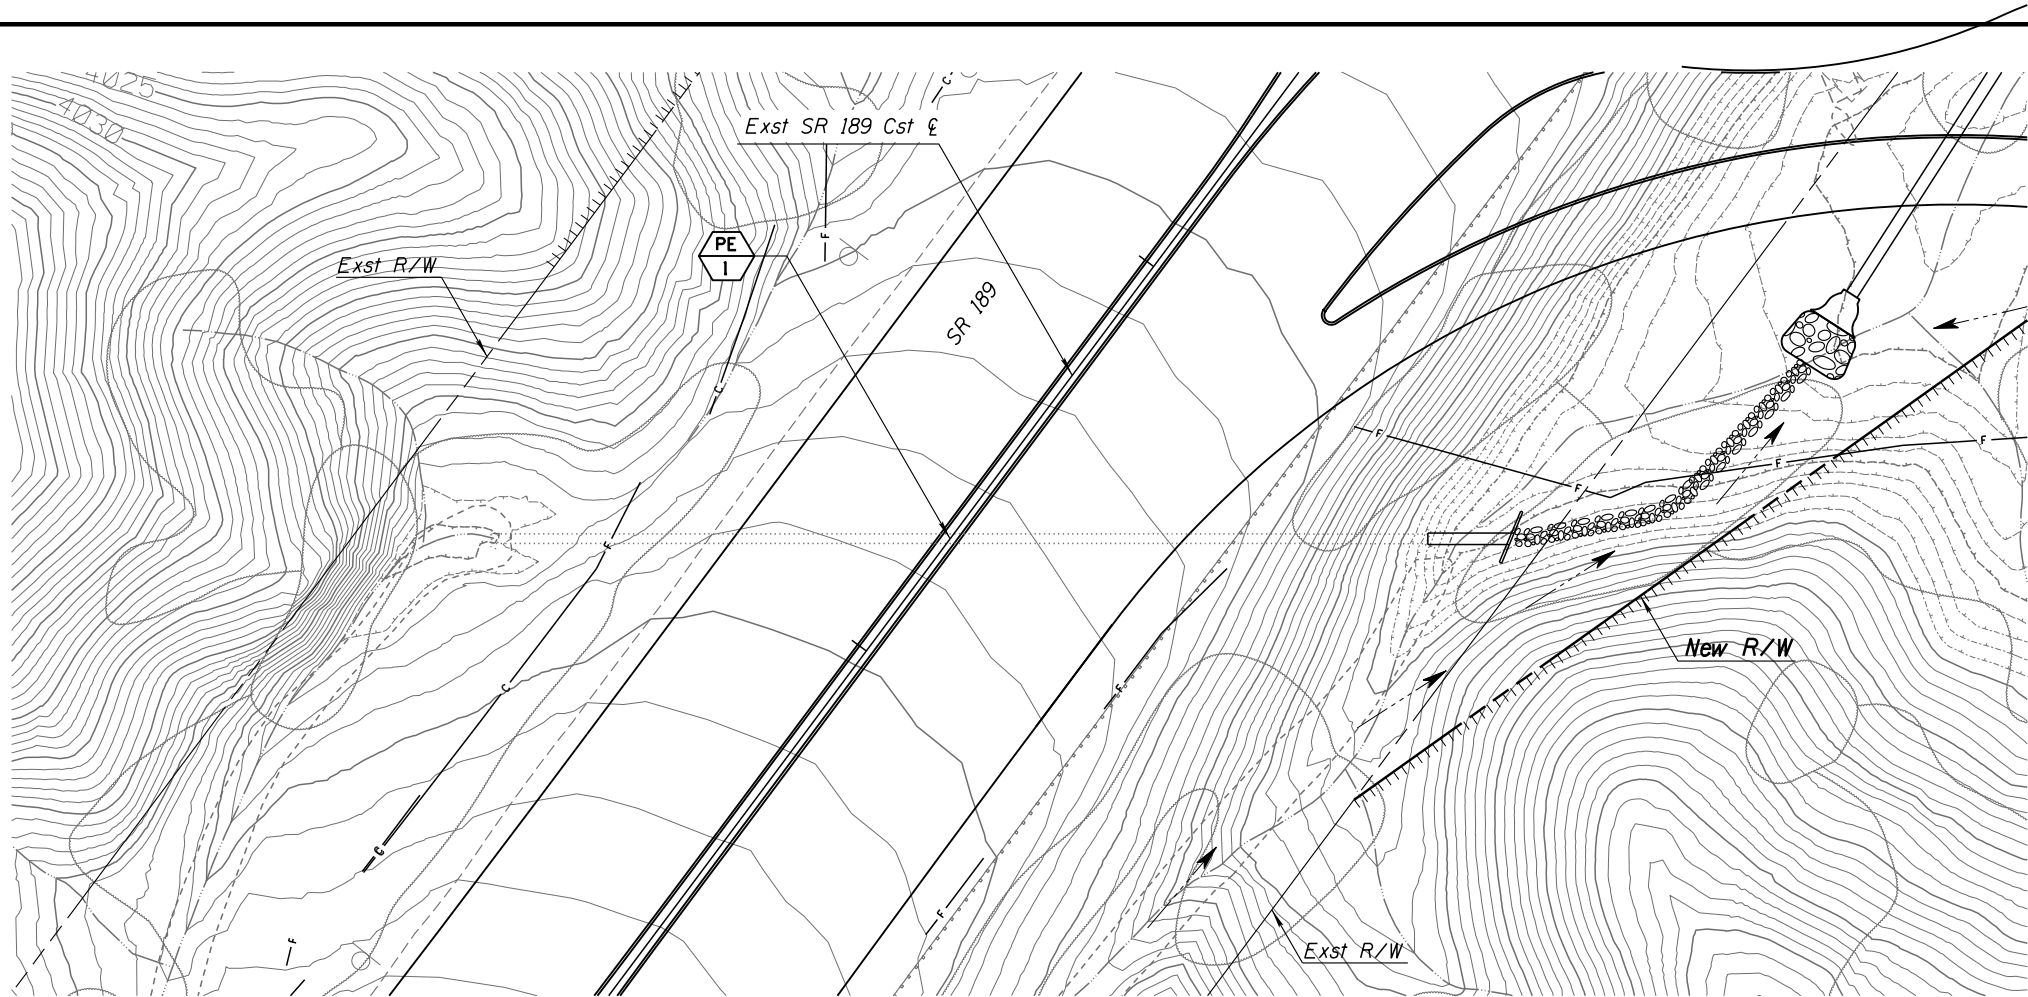 4025
4030
C
Exst SR 189 Cst ℄
F
PE
1
Exst R/W
SR 189
C
F
F
F
F
F
F
C
New R/W
F
C
F
F
Exst R/W